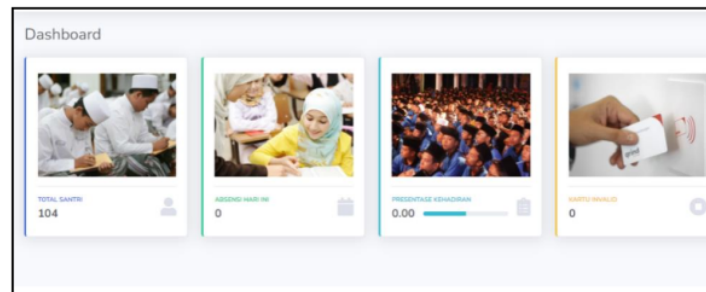 Dashboard
TOTAL SANTRI
104
ABSENSI HARI INI
0
PRESENTASE KEHADIRAN
0.00
KARTU INVALID
0